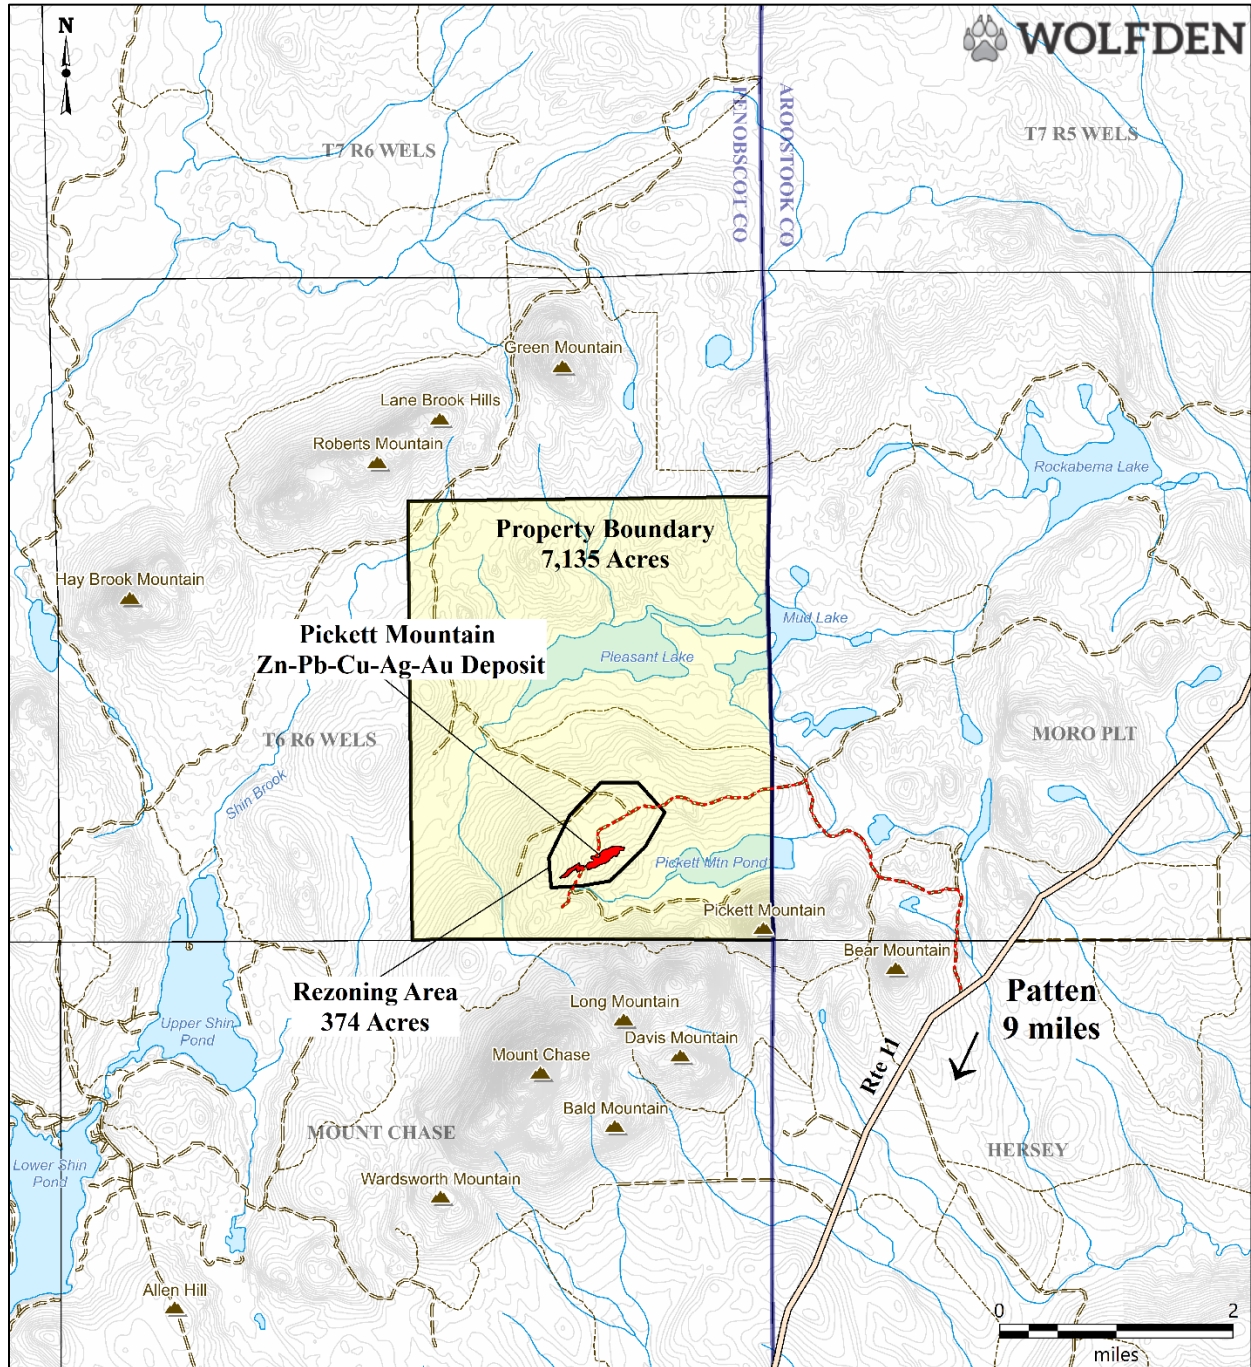 N
WOLFDEN
PENOBSCOT CO
AROOSTOOK CO
T7 R6 WELS
T7 R5 WELS
Green Mountain
Lane Brook Hills
Roberts Mountain
Rockabema Lake
Property Boundary
7,135 Acres
Hay Brook Mountain
Mud Lake
Pickett Mountain
Zn-Pb-Cu-Ag-Au Deposit
Pleasant Lake
T6 R6 WELS
MORO PLT
Shin Brook
Pickett Mtn Pond
Pickett Mountain
Bear Mountain
Rezoning Area
374 Acres
Long Mountain
Patten
9 miles
Upper Shin
Pond
Davis Mountain
Mount Chase
Rte 11
Bald Mountain
MOUNT CHASE
HERSEY
Lower Shin
Pond
Wardsworth Mountain
Allen Hill
0
2
miles